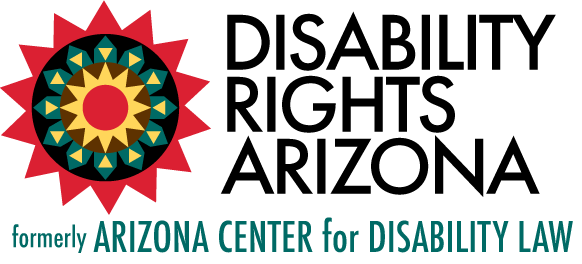 DISABILITY
RIGHTS
ARIZONA
formerly ARIZONA CENTER for DISABILITY LAW